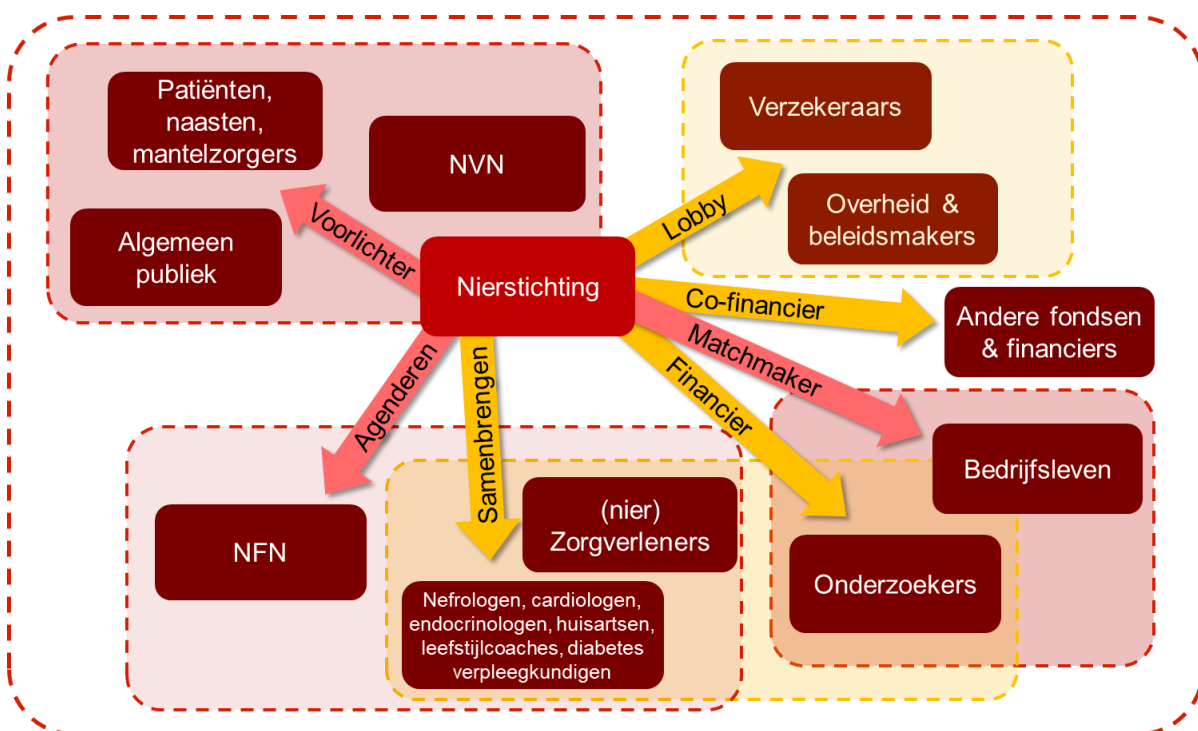 Patiënten,
naasten,
mantelzorgers
NVN
Algemeen
publiek
Voorlichter
Nierstichting
Verzekeraars
Overheid &
beleidsmakers
Lobby
Co-financier
Andere fondsen
& financiers
Matchmaker
Financier
Bedrijfsleven
Onderzoekers
Agenderen
Samenbrengen
NFN
(nier)
Zorgverleners
Nefrologen, cardiologen,
endocrinologen, huisartsen,
leefstijlcoaches, diabetes
verpleegkundigen